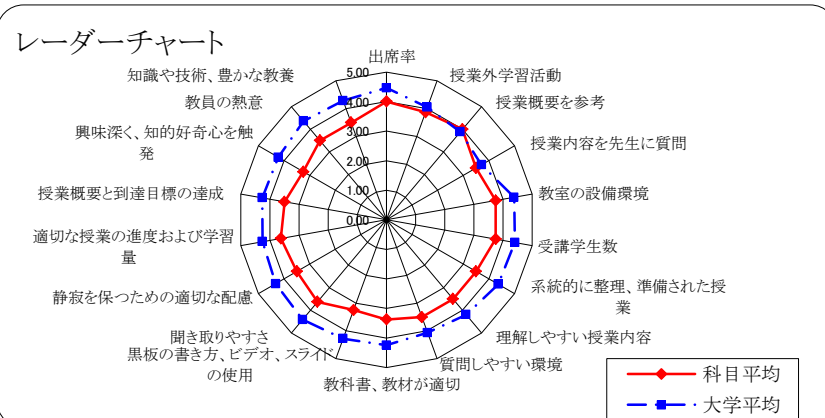 レーダーチャート
出席率
授業外学習活動
授業概要を参考
授業内容を先生に質問
教室の設備環境
受講学生数
系統的に整理、準備された授
業
理解しやすい授業内容
質問しやすい環境
教科書、教材が適切
黒板の書き方、ビデオ、スライド
の使用
聞き取りやすさ
静寂を保つための適切な配慮
適切な授業の進度および学習
量
授業概要と到達目標の達成
興味深く、知的好奇心を触
発
教員の熱意
知識や技術、豊かな教養
5.00
4.00
3.00
2.00
1.00
0.00
科目平均
大学平均